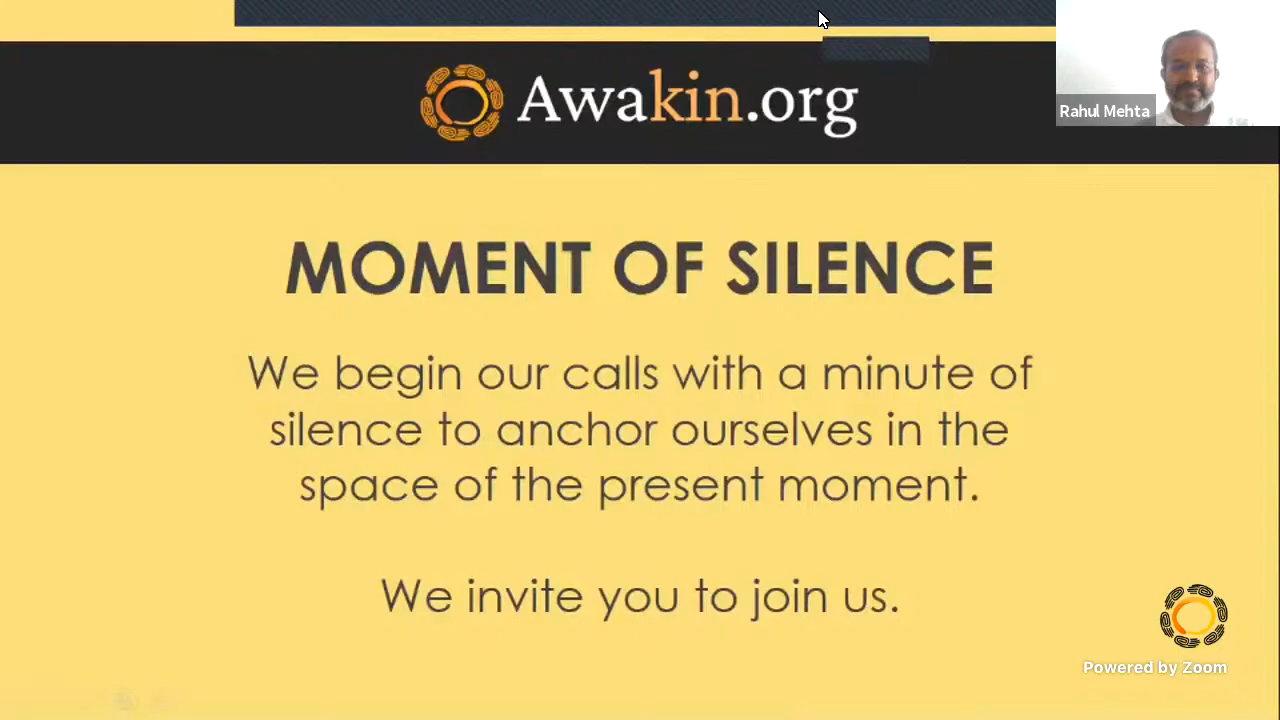 Awakin.org
Rahul Mehta
MOMENT OF SILENCE
We begin our calls with a minute of
silence to anchor ourselves in the
space of the present moment.
We invite you to join us.
Powered by Zoom